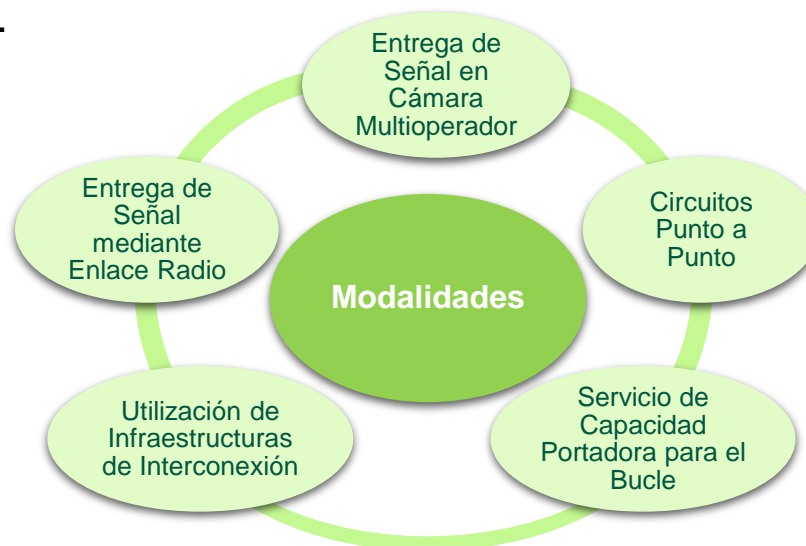 .
Entrega de
Señal en
Cámara
Multioperador
Entrega de
Señal
mediante
Enlace Radio
Circuitos
Punto a
Punto
Modalidades
Utilización de
Infraestructuras
de Interconexión
Servicio de
Capacidad
Portadora para el
Bucle